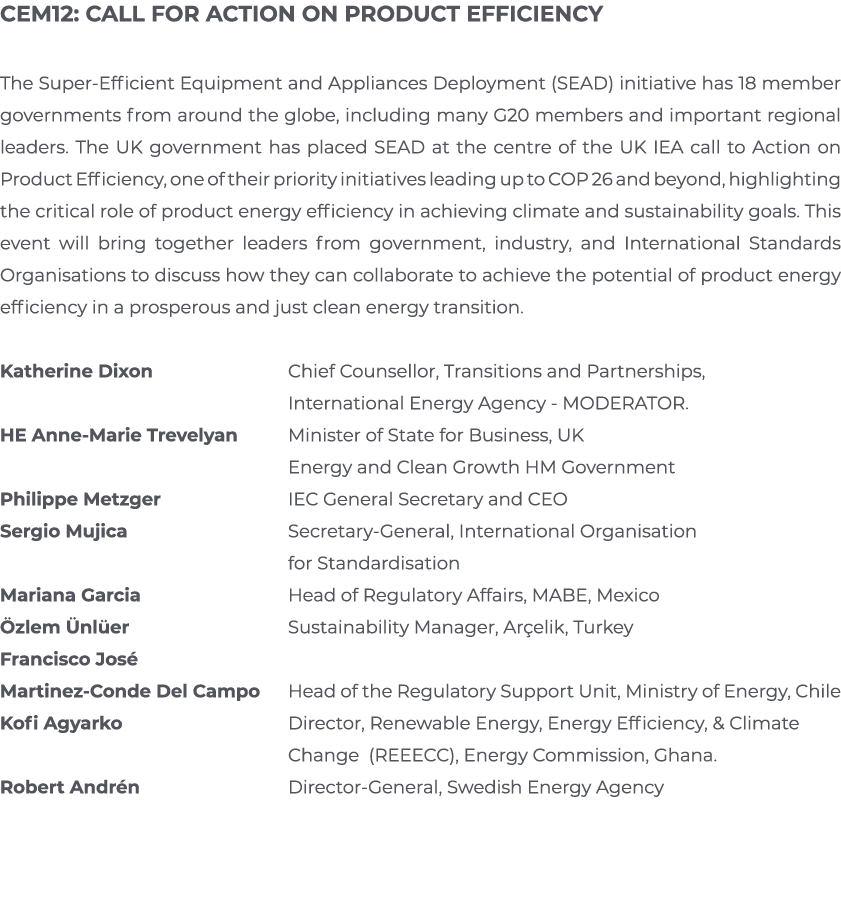 CEM12: CALL FOR ACTION ON PRODUCT EFFICIENCY
The Super-Efficient Equipment and Appliances Deployment (SEAD) initiative has 18 member
governments from around the globe, including many G20 members and important regional
leaders. The UK government has placed SEAD at the centre of the UK IEA call to Action on
Product Efficiency, one of their priority initiatives leading up to COP 26 and beyond, highlighting
the critical role of product energy efficiency in achieving climate and sustainability goals. This
event will bring together leaders from government, industry, and International Standards
Organisations to discuss how they can collaborate to achieve the potential of product energy
efficiency in a prosperous and just clean energy transition.
Katherine Dixon Chief Counsellor, Transitions and Partnerships,
International Energy Agency - MODERATOR.
HE Anne-Marie Trevelyan Minister of State for Business, UK
Energy and Clean Growth HM Government
Philippe Metzger IEC General Secretary and CEO
Sergio Mujica Secretary-General, International Organisation
for Standardisation
Mariana Garcia Head of Regulatory Affairs, MABE, Mexico
Özlem Ünlüer Sustainability Manager, Arçelik, Turkey
Francisco José
Martinez-Conde Del Campo Head of the Regulatory Support Unit, Ministry of Energy, Chile
Kofi Agyarko Director, Renewable Energy, Energy Efficiency, & Climate
Change (REEECC), Energy Commission, Ghana.
Robert Andrén Director-General, Swedish Energy Agency